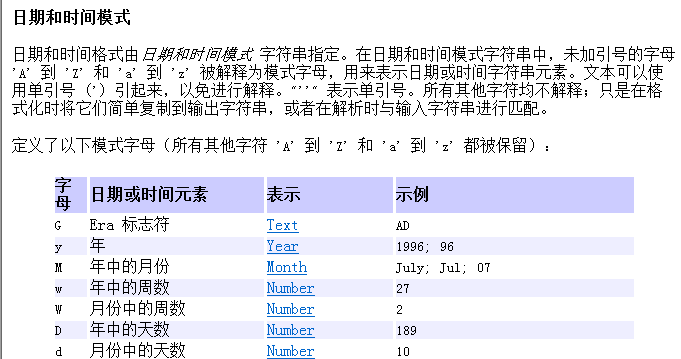 日期和时间模式
日期和时间格式由 日期和时间模式 字符串指定。在日期和时间模式字符串中，未加引号的字母
'A' 到 'Z' 和 'a' 到 'z' 被解释为模式字母，用来表示日期或时间字符串元素。文本可以使
用单引号 (') 引起来，以免进行解释。"''" 表示单引号。所有其他字符均不解释；只是在格
式化时将它们简单复制到输出字符串，或者在解析时与输入字符串进行匹配。
定义了以下模式字母（所有其他字符 'A' 到 'Z' 和 'a' 到 'z' 都被保留）：
字母 日期或时间元素 表示 示例
G Era 标志符 Text AD
y 年 Year 1996; 96
M 年中的月份 Month July; Jul; 07
w 年中的周数 Number 27
W 月份中的周数 Number 2
D 年中的天数 Number 189
d 月份中的天数 Number 10